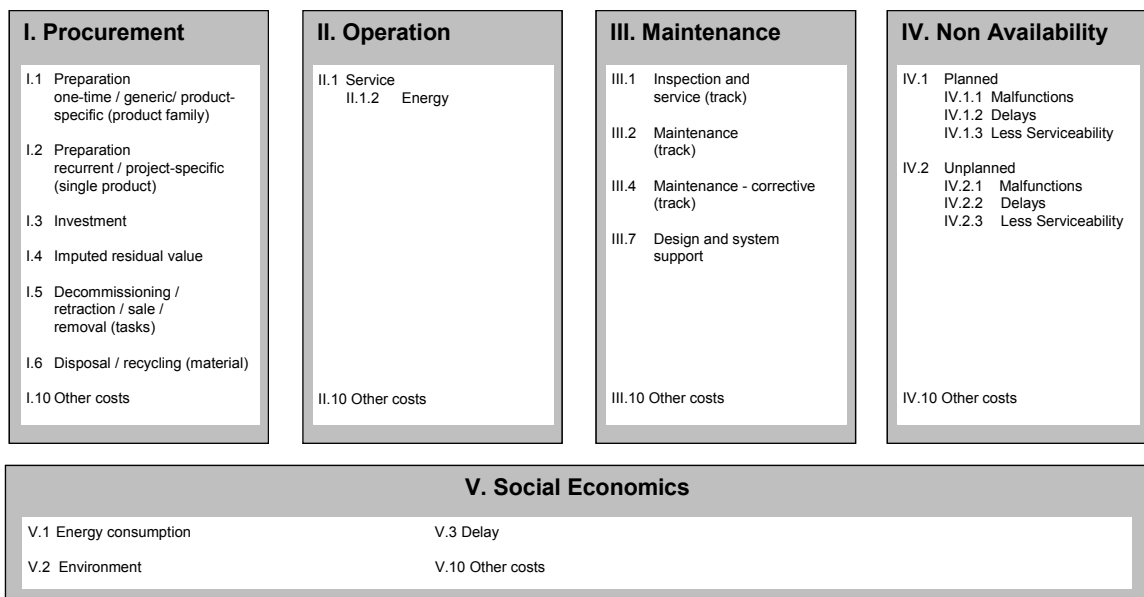 I. Procurement
I.1 Preparation
one-time / generic/ product-
specific (product family)
I.2 Preparation
recurrent / project-specific
(single product)
I.3 Investment
I.4 Imputed residual value
I.5 Decommissioning /
retraction / sale /
removal (tasks)
I.6 Disposal / recycling (material)
I.10 Other costs
II. Operation
II.1 Service
II.1.2 Energy
II.10 Other costs
III. Maintenance
III.1 Inspection and
service (track)
III.2 Maintenance
(track)
III.4 Maintenance - corrective
(track)
III.7 Design and system
support
III.10 Other costs
IV. Non Availability
IV.1 Planned
IV.1.1 Malfunctions
IV.1.2 Delays
IV.1.3 Less Serviceability
IV.2 Unplanned
IV.2.1 Malfunctions
IV.2.2 Delays
IV.2.3 Less Serviceability
IV.10 Other costs
V. Social Economics
V.1 Energy consumption
V.2 Environment
V.3 Delay
V.10 Other costs